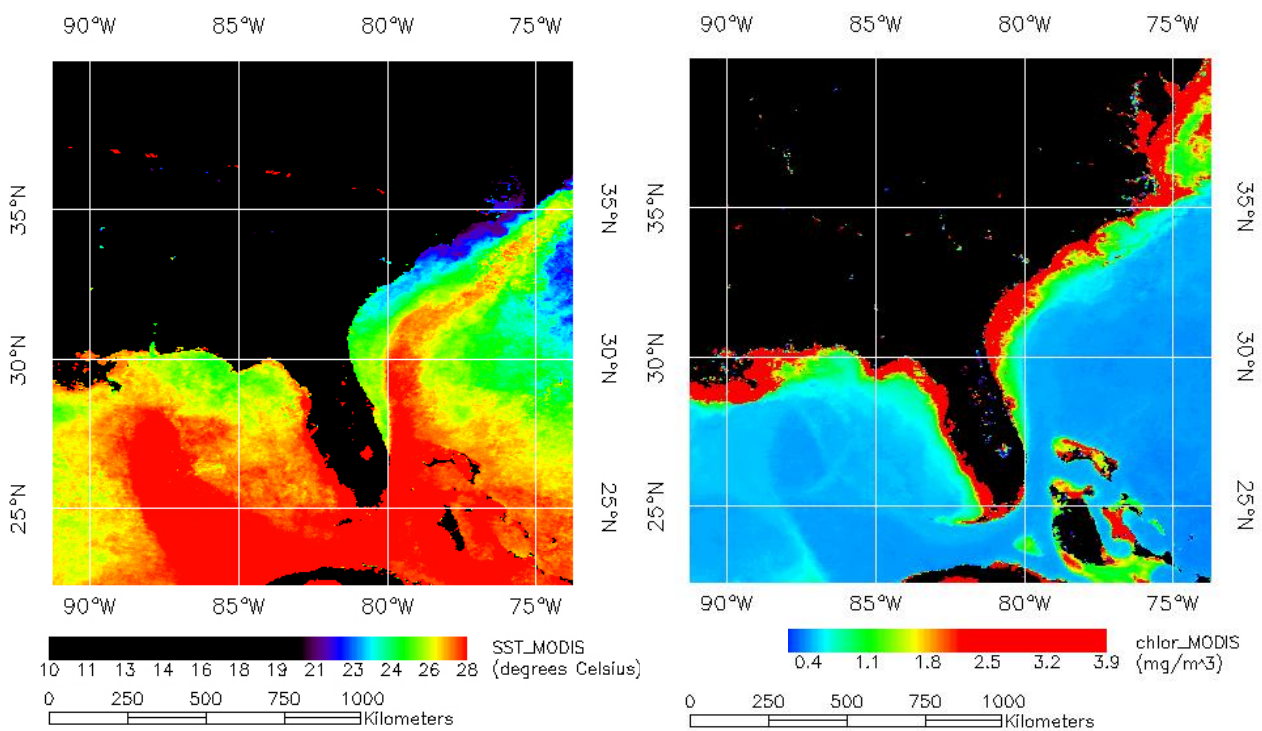 90°W 85°W 80°W 75°W
35°N 35°N
30°N 30°N
25°N 25°N
90°W 85°W 80°W 75°W
10 11 13 14 16 18 19 21 23 24 26 28
SST_MODIS
(degrees Celsius)
0 250 500 750 1000
Kilometers
90°W 85°W 80°W 75°W
35°N 35°N
30°N 30°N
25°N 25°N
90°W 85°W 80°W 75°W
0.4 1.1 1.8 2.5 3.2 3.9
chlor_MODIS
(mg/m^3)
0 250 500 750 1000
Kilometers